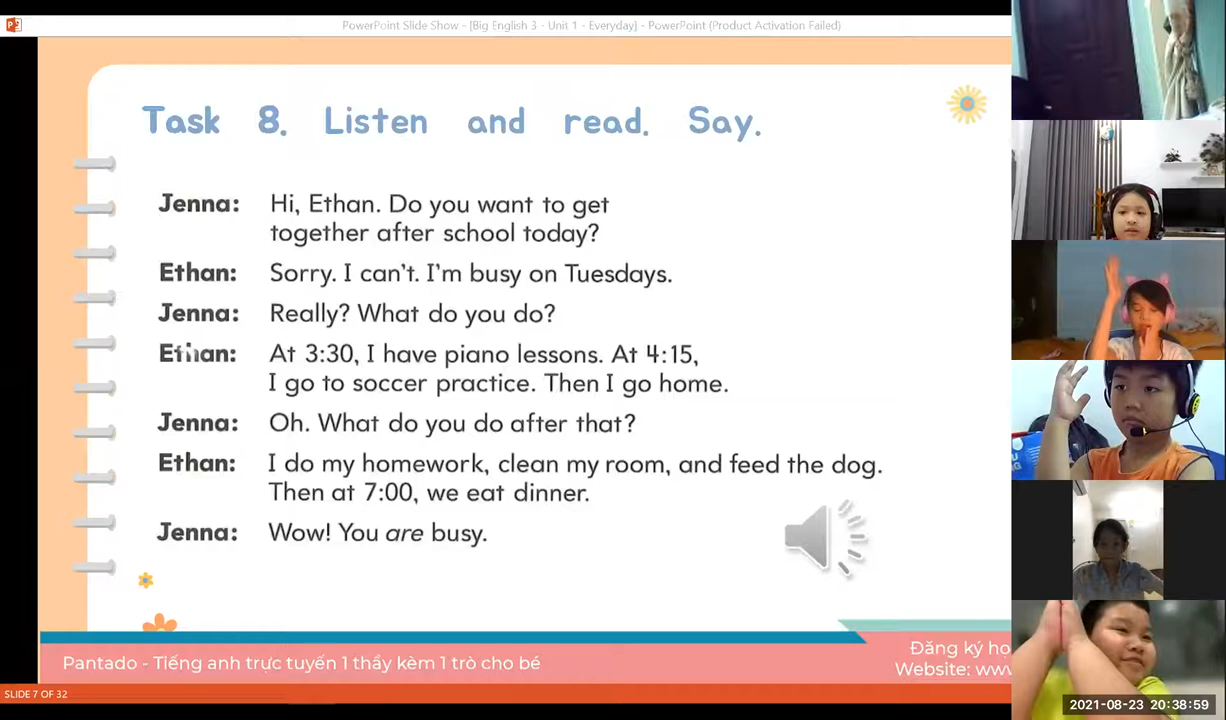 PowerPoint Slide Show - [Big English 3 - Unit 1 - Everyday] - PowerPoint (Product Activation Failed)
Task 8. Listen and read. Say.
Jenna: Hi, Ethan. Do you want to get
together after school today?
Ethan: Sorry. I can't. I'm busy on Tuesdays.
Jenna: Really? What do you do?
Ethan: At 3:30, I have piano lessons. At 4:15,
I go to soccer practice. Then I go home.
Jenna: Oh. What do you do after that?
Ethan: I do my homework, clean my room, and feed the dog.
Then at 7:00, we eat dinner.
Jenna: Wow! You are busy.
Pantado - Tiếng anh trực tuyến 1 thầy kèm 1 trò cho bé
Đăng ký họ
Website: www
SLIDE 7 OF 32
2021-08-23 20:38:59